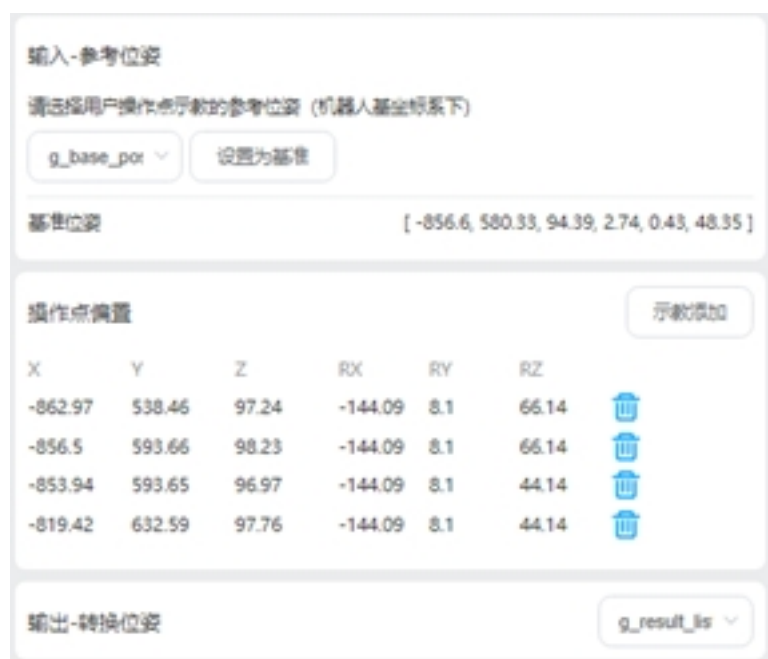 输入-参考位姿
请选择用户操作点示教的参考位姿（机器人基坐标系下）
g_base_pos 设置为基准
基准位姿 [ -856.6, 580.33, 94.39, 2.74, 0.43, 48.35 ]
操作点偏置 示教添加
X Y Z RX RY RZ
-862.97 538.46 97.24 -144.09 8.1 66.14
-856.5 593.66 98.23 -144.09 8.1 66.14
-853.94 593.65 96.97 -144.09 8.1 44.14
-819.42 632.59 97.76 -144.09 8.1 44.14
输出-转换位姿 g_result_lis